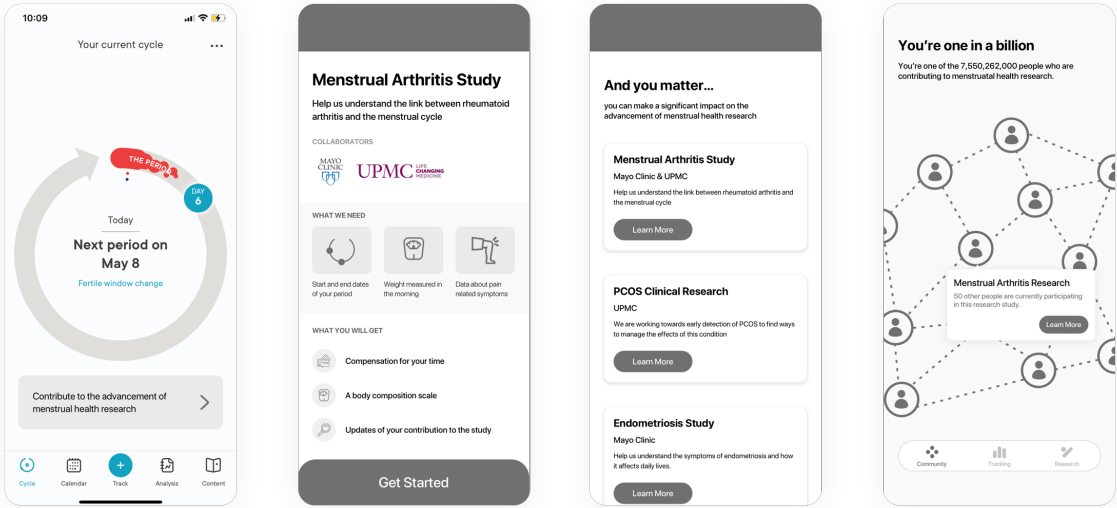 10:09
Your current cycle
THE PERIOD
DAY
6
Today
Next period on
May 8
Fertile window change
Contribute to the advancement of
menstrual health research
Cycle
Calendar
Track
Analysis
Content
Menstrual Arthritis Study
Help us understand the link between rheumatoid
arthritis and the menstrual cycle
COLLABORATORS
MAYO
CLINIC
UPMC LIFE
CHANGING
MEDICINE
WHAT WE NEED
Start and end dates
of your period
Weight measured in
the morning
Data about pain
related symptoms
WHAT YOU WILL GET
Compensation for your time
A body composition scale
Updates of your contribution to the study
Get Started
And you matter...
you can make a significant impact on the
advancement of menstrual health research
Menstrual Arthritis Study
Mayo Clinic & UPMC
Help us understand the link between rheumatoid arthritis and
the menstrual cycle
Learn More
PCOS Clinical Research
UPMC
We are working towards early detection of PCOS to find ways
to manage the effects of this condition
Learn More
Endometriosis Study
Mayo Clinic
Help us understand the symptoms of endometriosis and how
it affects daily lives.
Learn More
You're one in a billion
You're one of the 7,550,262,000 people who are
contributing to menstruatal health research.
Menstrual Arthritis Research
50 other people are currently participating
in this research study.
Learn More
Community
Tracking
Research